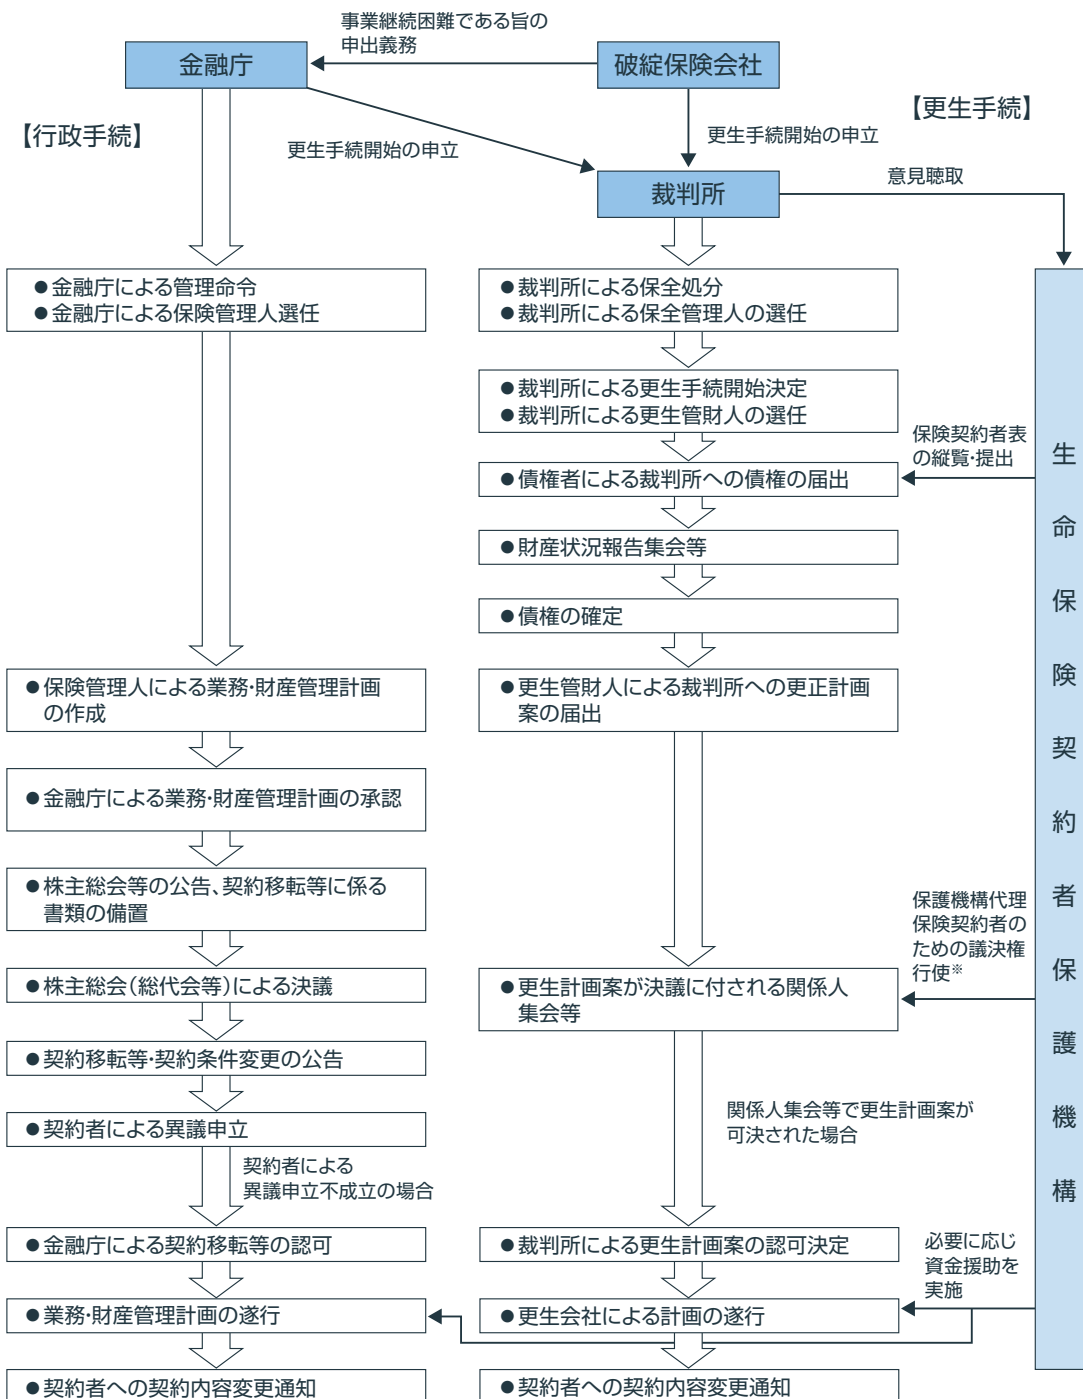 事業継続困難である旨の
申出義務
金融庁
破綻保険会社
【行政手続】
【更生手続】
更生手続開始の申立
更生手続開始の申立
裁判所
意見聴取
●金融庁による管理命令
●金融庁による保険管理人選任
●裁判所による保全処分
●裁判所による保全管理人の選任
●裁判所による更生手続開始決定
●裁判所による更生管財人の選任
保険契約者表
の縦覧・提出
●債権者による裁判所への債権の届出
●財産状況報告集会等
●債権の確定
●保険管理人による業務・財産管理計画
の作成
●更生管財人による裁判所への更正計画
案の届出
●金融庁による業務・財産管理計画の承認
●株主総会等の公告、契約移転等に係る
書類の備置
保護機構代理
保険契約者の
ための議決権
行使※
●株主総会(総代会等)による決議
●更生計画案が決議に付される関係人
集会等
●契約移転等・契約条件変更の公告
●契約者による異議申立
関係人集会等で更生計画案が
可決された場合
契約者による
異議申立不成立の場合
●金融庁による契約移転等の認可
●裁判所による更生計画案の認可決定
必要に応じ
資金援助を
実施
●業務・財産管理計画の遂行
●更生会社による計画の遂行
●契約者への契約内容変更通知
●契約者への契約内容変更通知
生命保険契約者保護機構